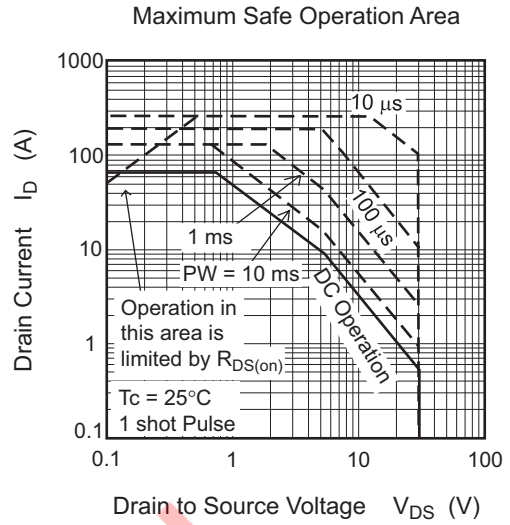 Maximum Safe Operation Area
Drain Current I_D (A)
1000
100
10
1
0.1
10 μs
100 μs
1 ms
PW = 10 ms
DC Operation
Operation in
this area is
limited by R_DS(on)
Tc = 25°C
1 shot Pulse
0.1
1
10
100
Drain to Source Voltage V_DS (V)